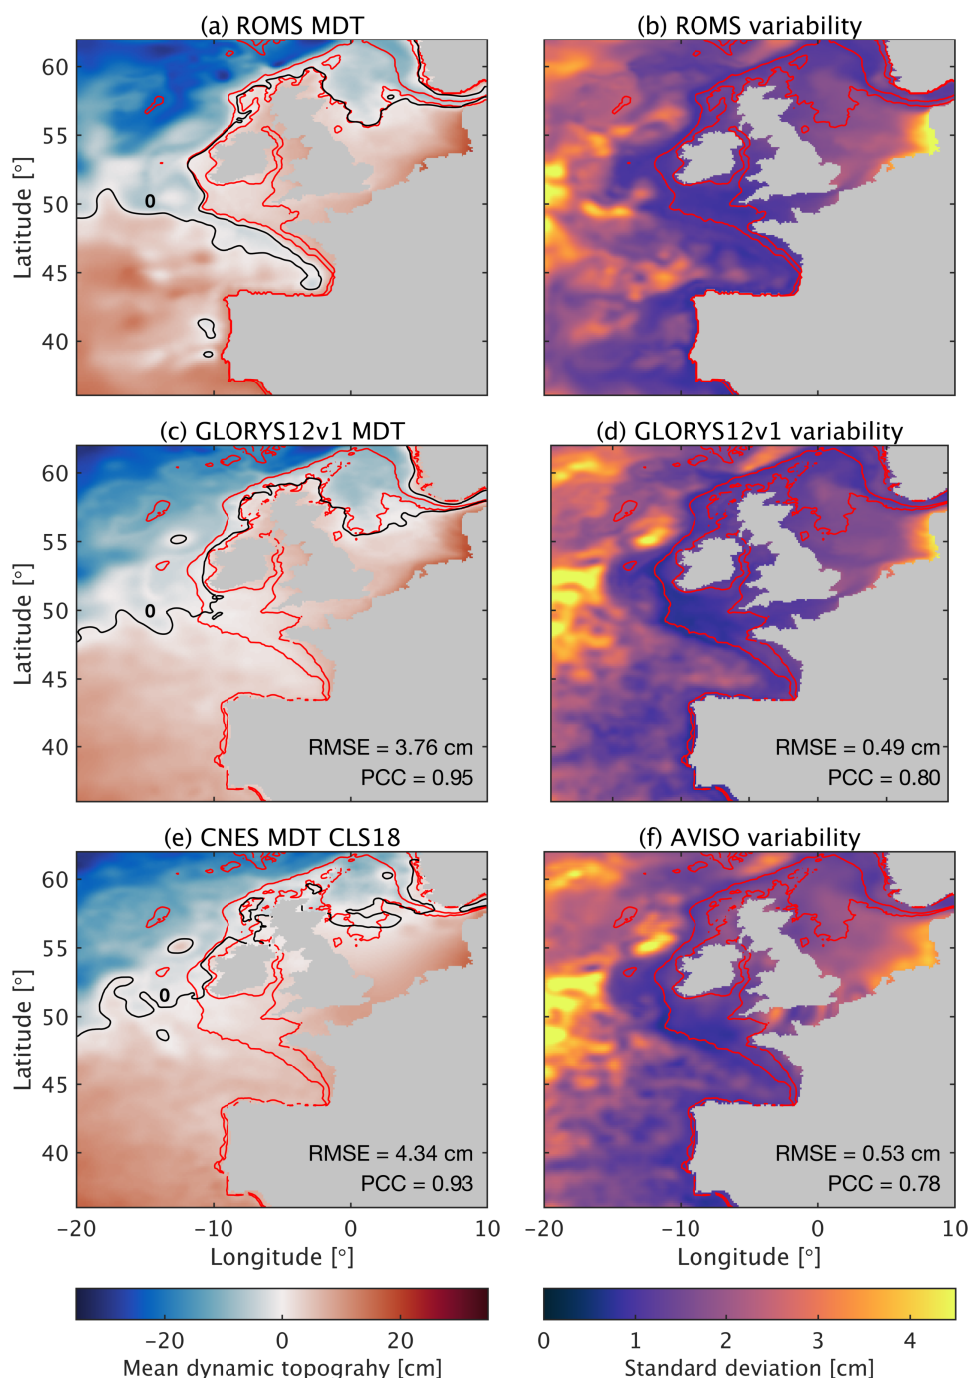 (a) ROMS MDT
(b) ROMS variability
60
55
50
45
40
Latitude [°]
0
(c) GLORYS12v1 MDT
(d) GLORYS12v1 variability
60
55
50
45
40
Latitude [°]
0
RMSE = 3.76 cm
PCC = 0.95
RMSE = 0.49 cm
PCC = 0.80
(e) CNES MDT CLS18
(f) AVISO variability
60
55
50
45
40
Latitude [°]
0
RMSE = 4.34 cm
PCC = 0.93
RMSE = 0.53 cm
PCC = 0.78
-20 -10 0 10
-20 -10 0 10
Longitude [°]
Longitude [°]
-20 0 20
0 1 2 3 4
Mean dynamic topograhy [cm]
Standard deviation [cm]